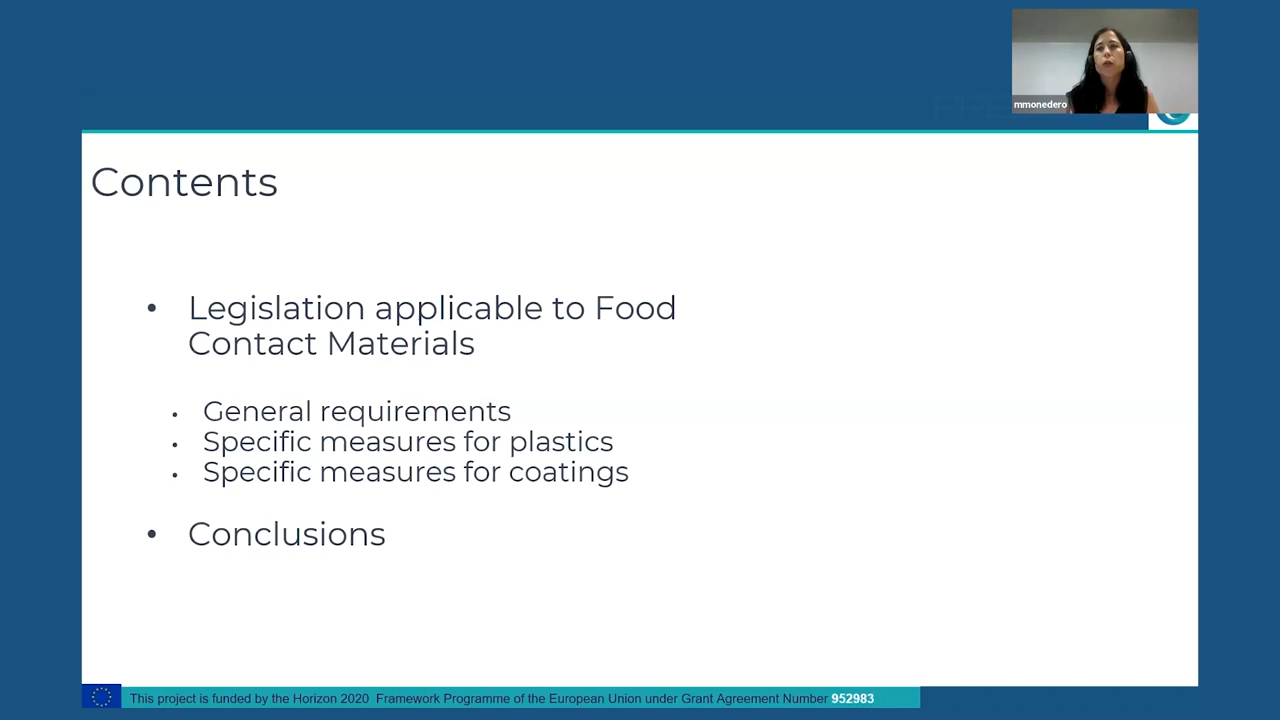 mmonedero
Contents
• Legislation applicable to Food
Contact Materials
• General requirements
• Specific measures for plastics
• Specific measures for coatings
• Conclusions
This project is funded by the Horizon 2020 Framework Programme of the European Union under Grant Agreement Number 952983